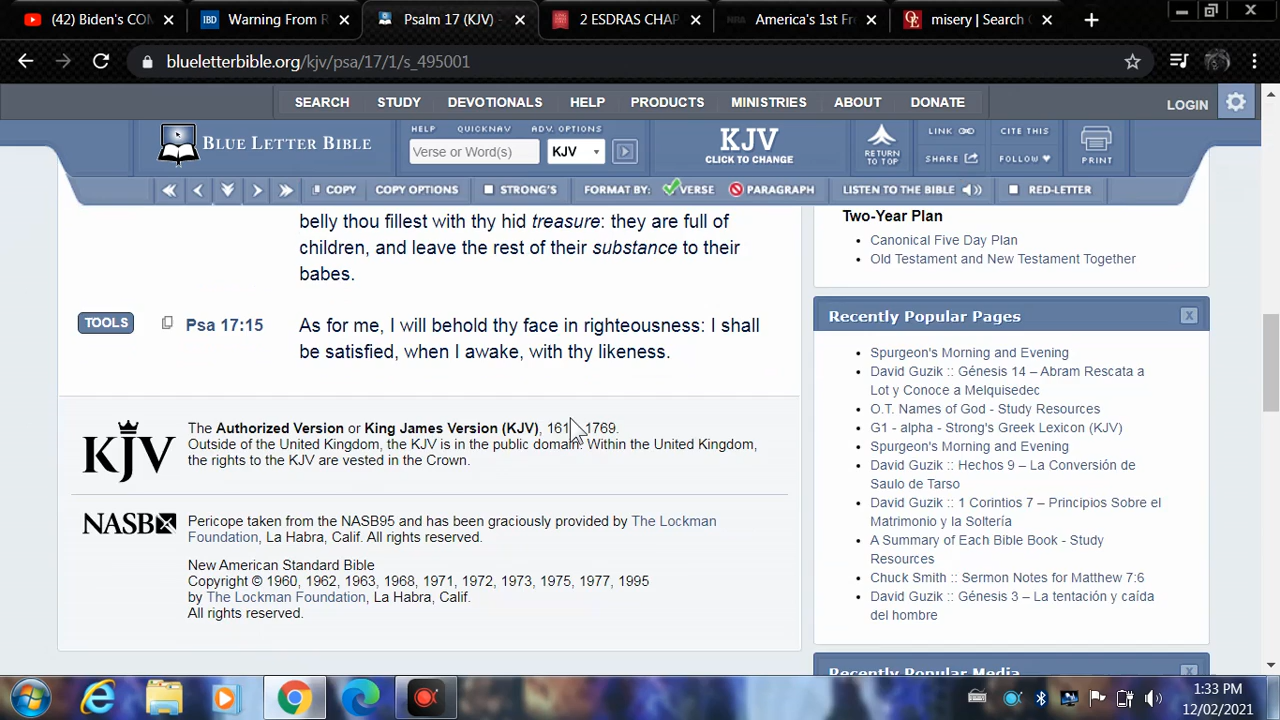 (42) Biden's CO
Warning From R
Psalm 17 (KJV)
2 ESDRAS CHAP
America's 1st Fr
misery | Search
blueletterbible.org/kjv/psa/17/1/s_495001
SEARCH STUDY DEVOTIONALS HELP PRODUCTS MINISTRIES ABOUT DONATE LOGIN
BLUE LETTER BIBLE
HELP QUICKNAV ADV. OPTIONS
Verse or Word(s) KJV
KJV
CLICK TO CHANGE
RETURN
TO TOP
LINK CITE THIS
SHARE FOLLOW
PRINT
COPY COPY OPTIONS STRONG'S FORMAT BY: VERSE PARAGRAPH LISTEN TO THE BIBLE RED-LETTER
belly thou fillest with thy hid treasure: they are full of
children, and leave the rest of their substance to their
babes.
TOOLS Psa 17:15 As for me, I will behold thy face in righteousness: I shall
be satisfied, when I awake, with thy likeness.
KJV
The Authorized Version or King James Version (KJV), 161 1769.
Outside of the United Kingdom, the KJV is in the public domain. Within the United Kingdom,
the rights to the KJV are vested in the Crown.
NASB
Pericope taken from the NASB95 and has been graciously provided by The Lockman
Foundation, La Habra, Calif. All rights reserved.
New American Standard Bible
Copyright © 1960, 1962, 1963, 1968, 1971, 1972, 1973, 1975, 1977, 1995
by The Lockman Foundation, La Habra, Calif.
All rights reserved.
Two-Year Plan
Canonical Five Day Plan
Old Testament and New Testament Together
Recently Popular Pages
Spurgeon's Morning and Evening
David Guzik :: Génesis 14 – Abram Rescata a
Lot y Conoce a Melquisedec
O.T. Names of God - Study Resources
G1 - alpha - Strong's Greek Lexicon (KJV)
Spurgeon's Morning and Evening
David Guzik :: Hechos 9 – La Conversión de
Saulo de Tarso
David Guzik :: 1 Corintios 7 – Principios Sobre el
Matrimonio y la Soltería
A Summary of Each Bible Book - Study
Resources
Chuck Smith :: Sermon Notes for Matthew 7:6
David Guzik :: Génesis 3 – La tentación y caída
del hombre
Recently Popular Media
1:33 PM
12/02/2021